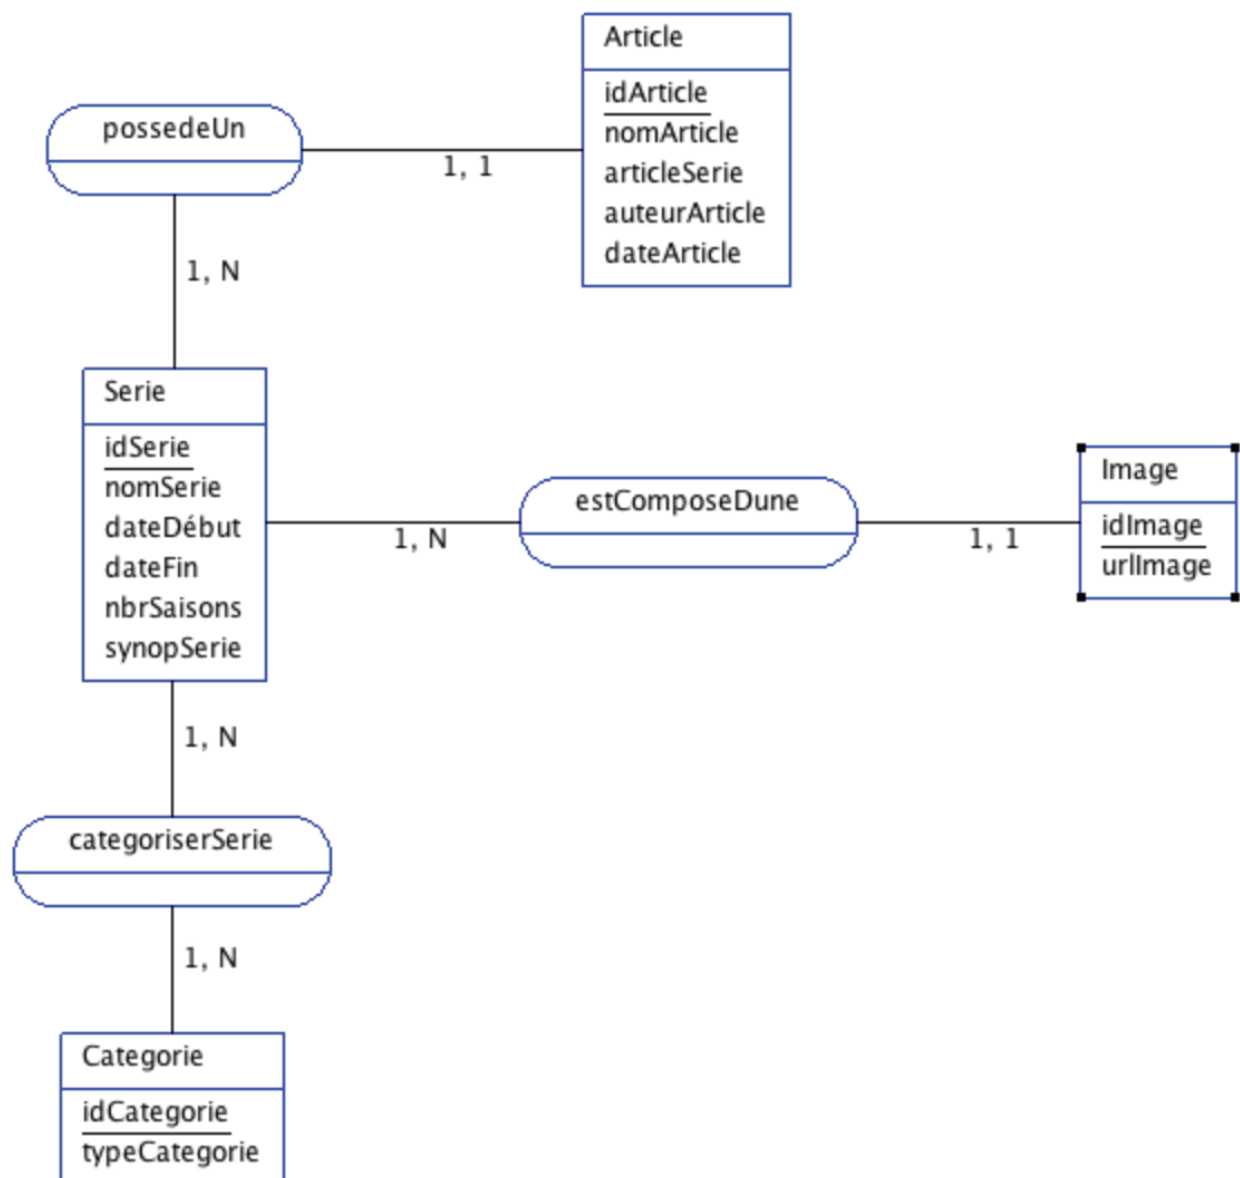 Article
idArticle
nomArticle
articleSerie
auteurArticle
dateArticle
possedeUn
1, 1
1, N
Serie
idSerie
nomSerie
dateDébut
dateFin
nbrSaisons
synopSerie
1, N
estComposeDune
1, 1
Image
idImage
urlImage
1, N
categoriserSerie
1, N
Categorie
idCategorie
typeCategorie